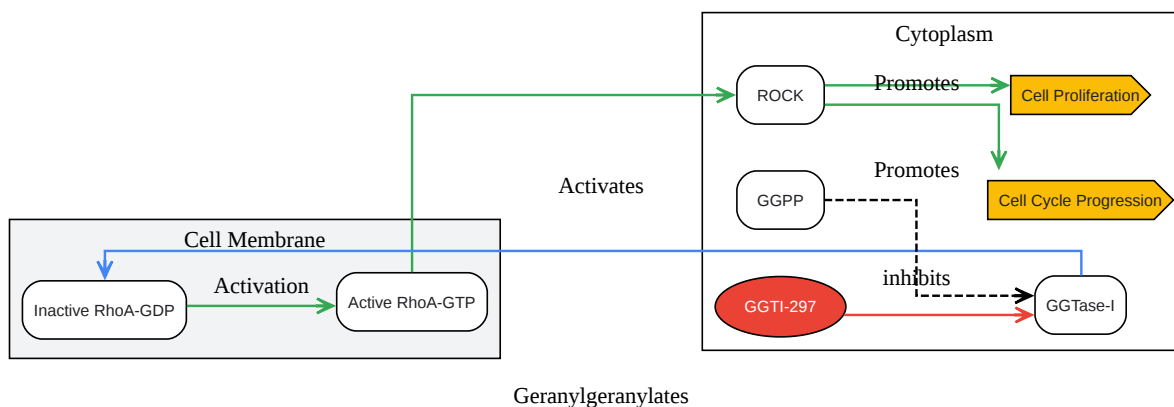 Cytoplasm
ROCK
Promotes
Cell Proliferation
Activates
GGPP
Promotes
Cell Cycle Progression
Cell Membrane
Inactive RhoA-GDP
Activation
Active RhoA-GTP
inhibits
GGTI-297
GGTase-I
Geranylgeranylates